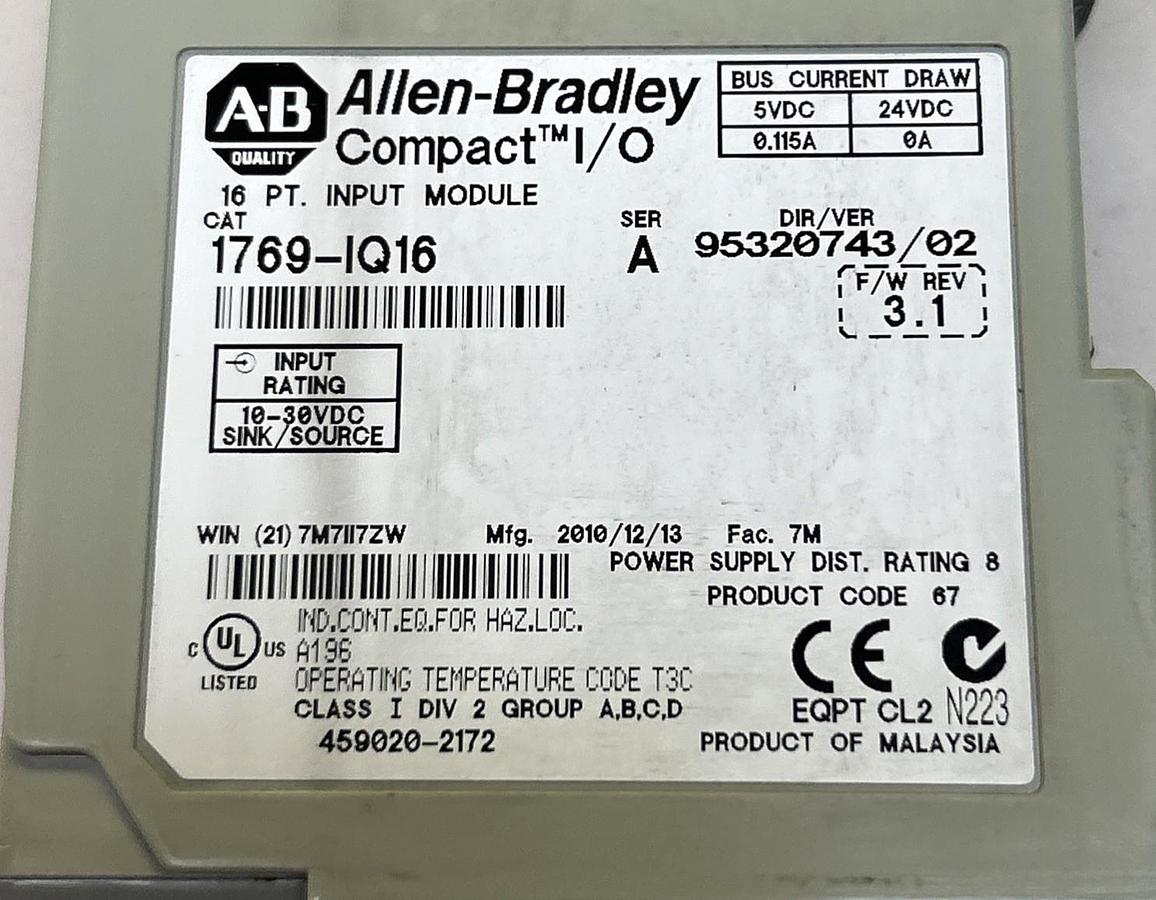 A-B
QUALITY
Allen-Bradley
Compact™ I/O
BUS CURRENT DRAW
5VDC 24VDC
0.115A 0A
16 PT. INPUT MODULE
CAT
1769-IQ16
SER
A
DIR/VER
95320743/02
F/W REV
3.1
INPUT
RATING
10-30VDC
SINK/SOURCE
WIN (21) 7M7II7ZW Mfg. 2010/12/13 Fac. 7M
POWER SUPPLY DIST. RATING 8
PRODUCT CODE 67
C UL US
LISTED
IND.CONT.EQ.FOR HAZ.LOC.
A196
OPERATING TEMPERATURE CODE T3C
CLASS I DIV 2 GROUP A,B,C,D
459020-2172
CE
EQPT CL2 N223
PRODUCT OF MALAYSIA